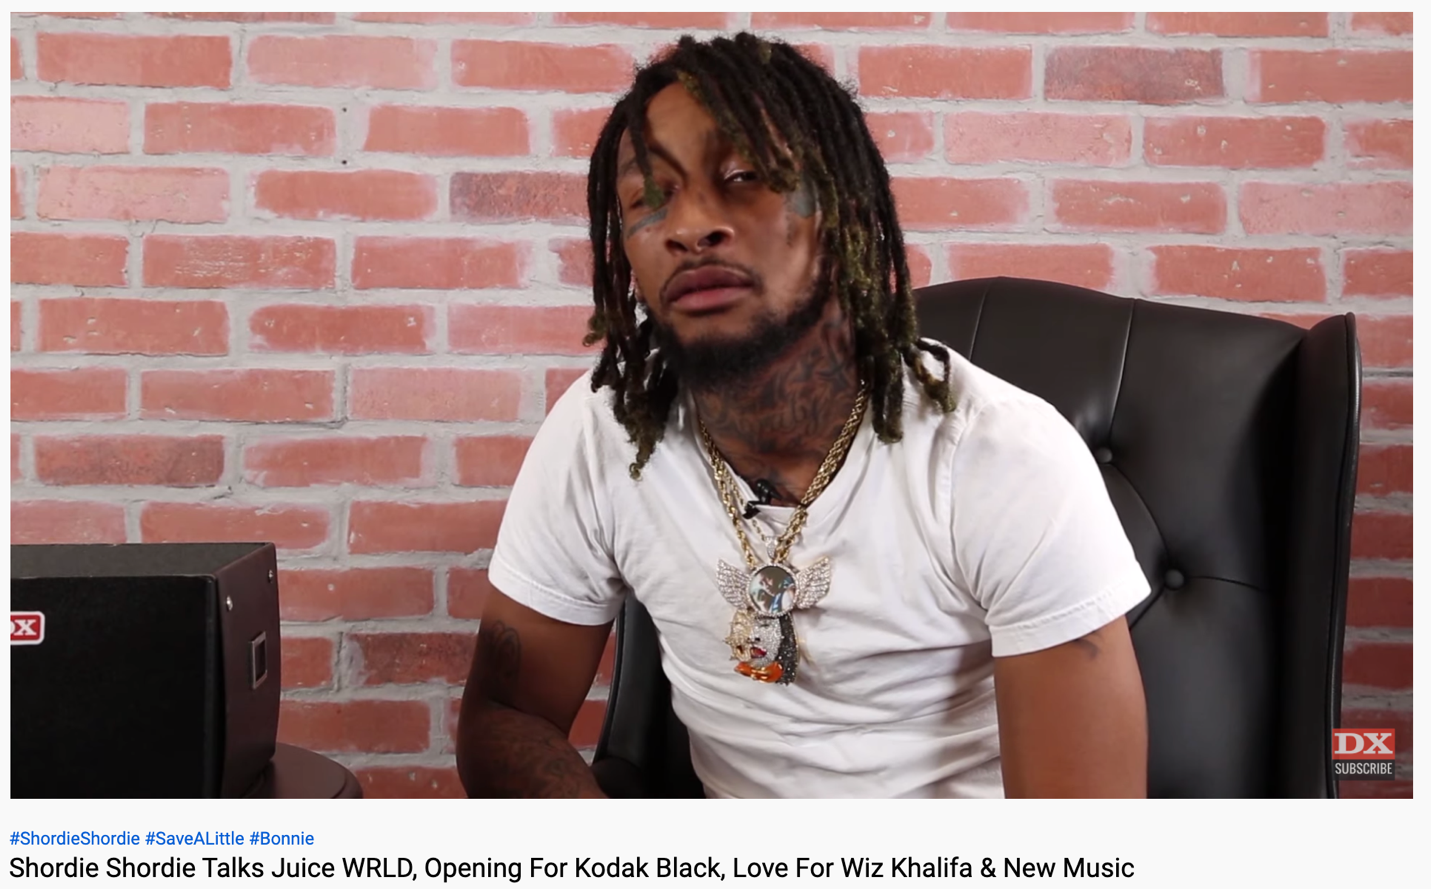 DX
DX
SUBSCRIBE
#ShordieShordie #SaveALittle #Bonnie
Shordie Shordie Talks Juice WRLD, Opening For Kodak Black, Love For Wiz Khalifa & New Music